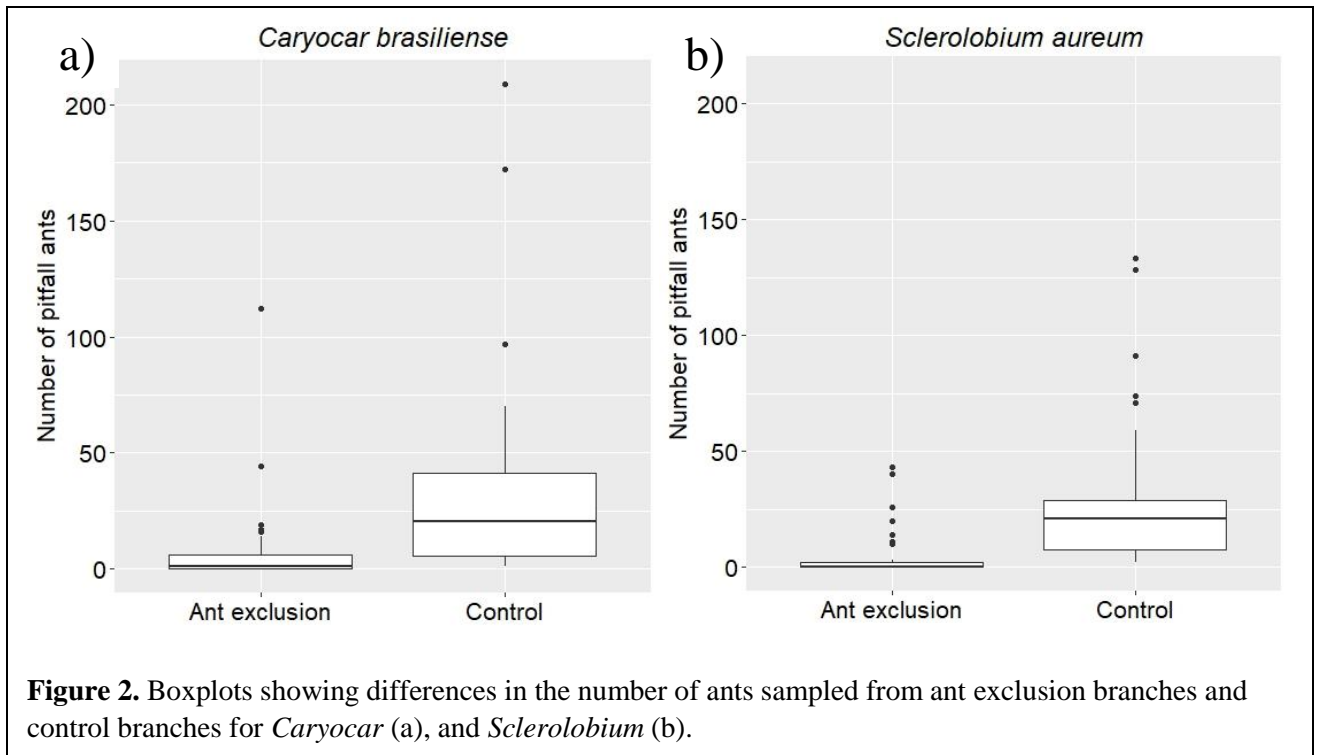 a)
Caryocar brasiliense
Number of pitfall ants
200
150
100
50
0
Ant exclusion
Control
b)
Sclerolobium aureum
Number of pitfall ants
200
150
100
50
0
Ant exclusion
Control
Figure 2. Boxplots showing differences in the number of ants sampled from ant exclusion branches and
control branches for Caryocar (a), and Sclerolobium (b).